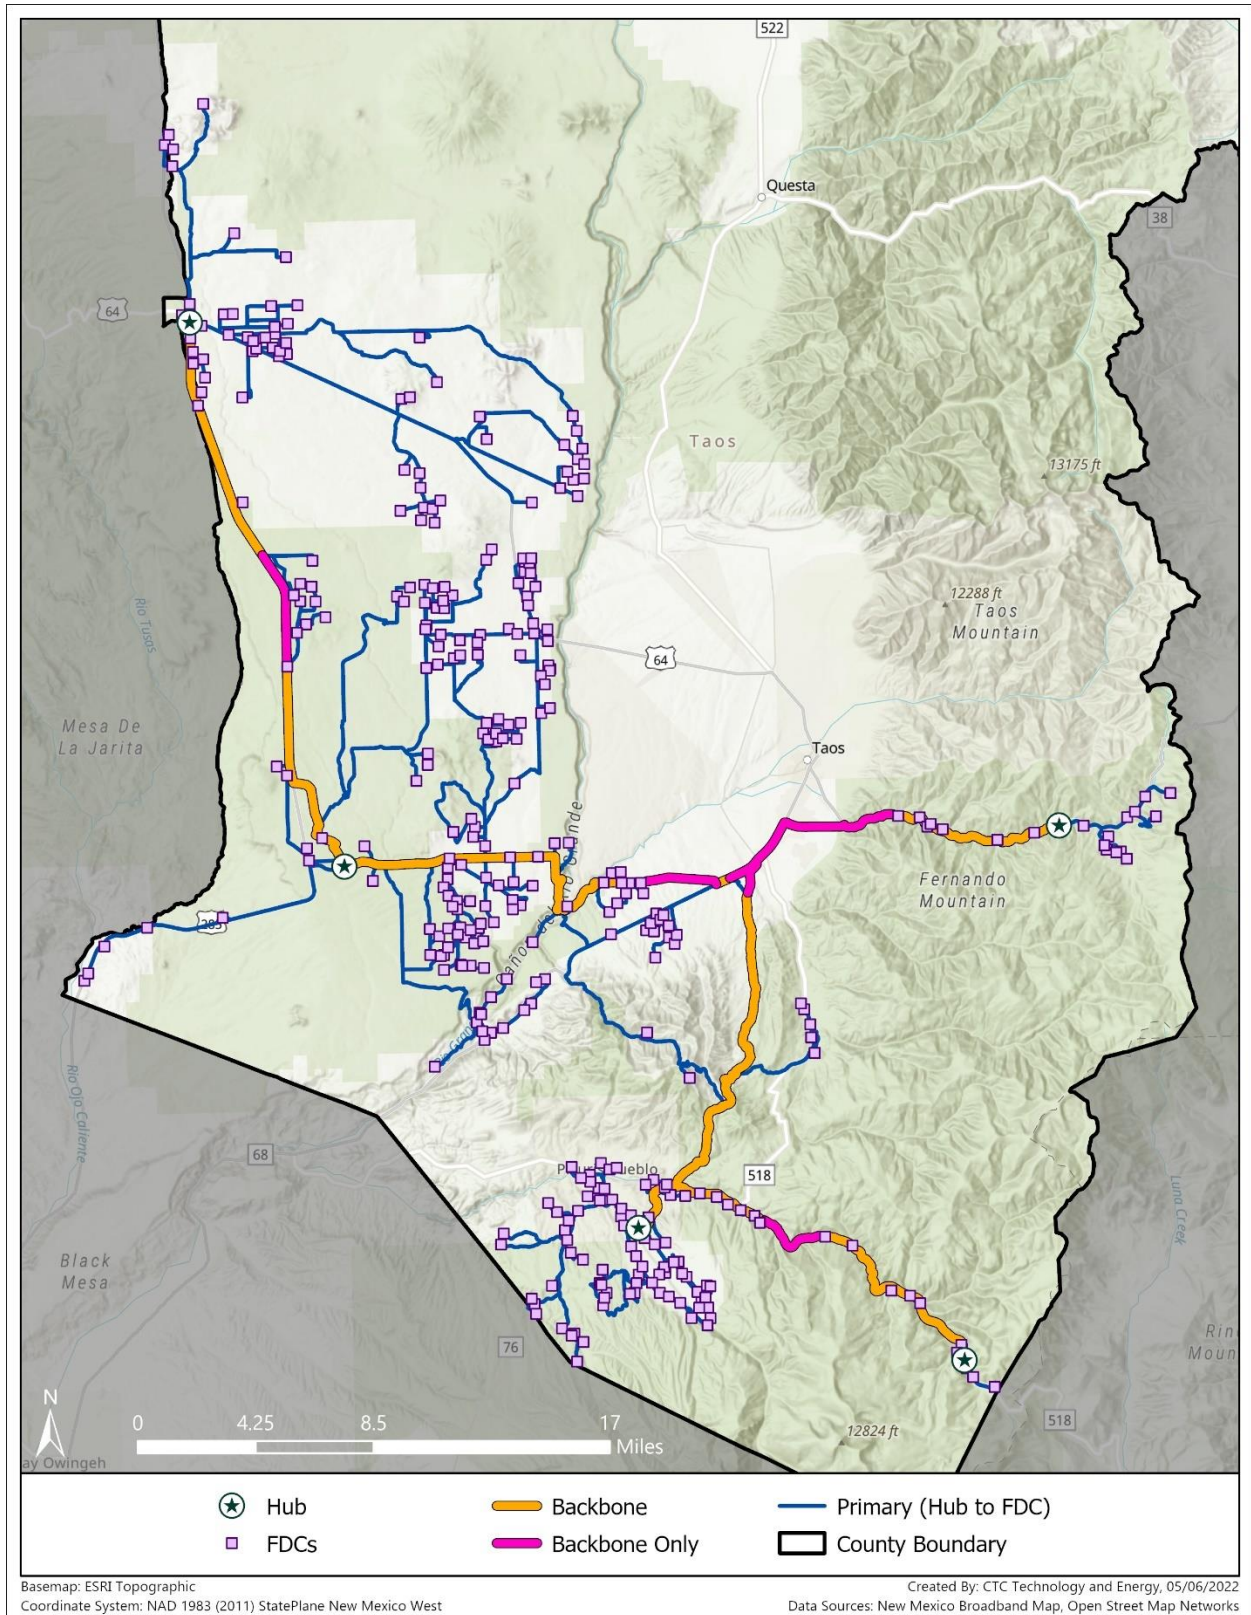 522
Questa
38
64
Taos
13175 ft
Rio Tusas
12288 ft
Taos
Mountain
64
Mesa De
La Jarita
Taos
Fernando
Mountain
285
Rio Ojo Caliente
68
518
Luna Creek
Black
Mesa
76
N
0 4.25 8.5 17
Miles
518
12824 ft
ay Owingeh
Hub
Backbone
Primary (Hub to FDC)
FDCs
Backbone Only
County Boundary
Basemap: ESRI Topographic
Created By: CTC Technology and Energy, 05/06/2022
Coordinate System: NAD 1983 (2011) StatePlane New Mexico West
Data Sources: New Mexico Broadband Map, Open Street Map Networks